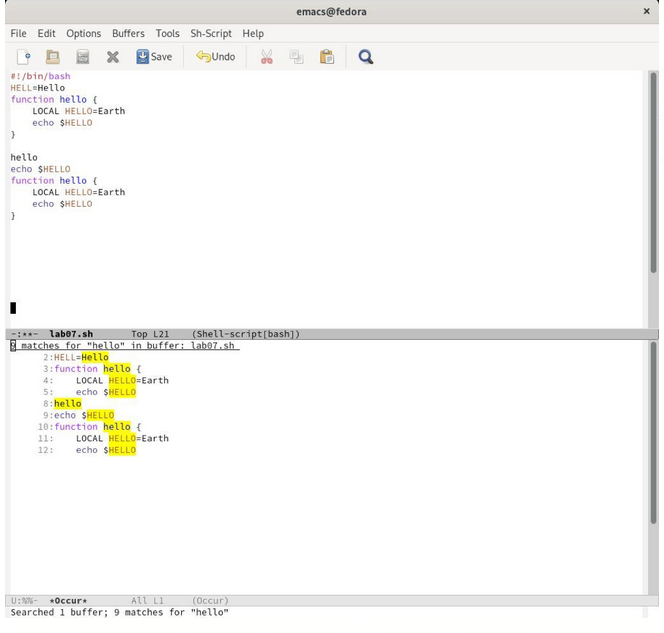 emacs@fedora ×
File Edit Options Buffers Tools Sh-Script Help
Save Undo
#!/bin/bash
HELL=Hello
function hello {
    LOCAL HELLO=Earth
    echo $HELLO
}
hello
echo $HELLO
function hello {
    LOCAL HELLO=Earth
    echo $HELLO
}
-:**-  lab07.sh       Top L21    (Shell-script[bash])
9 matches for "hello" in buffer: lab07.sh
      2:HELL=Hello
      3:function hello {
      4:    LOCAL HELLO=Earth
      5:    echo $HELLO
      8:hello
      9:echo $HELLO
     10:function hello {
     11:    LOCAL HELLO=Earth
     12:    echo $HELLO
U:%%-  *Occur*        All L1     (Occur)
Searched 1 buffer; 9 matches for "hello"